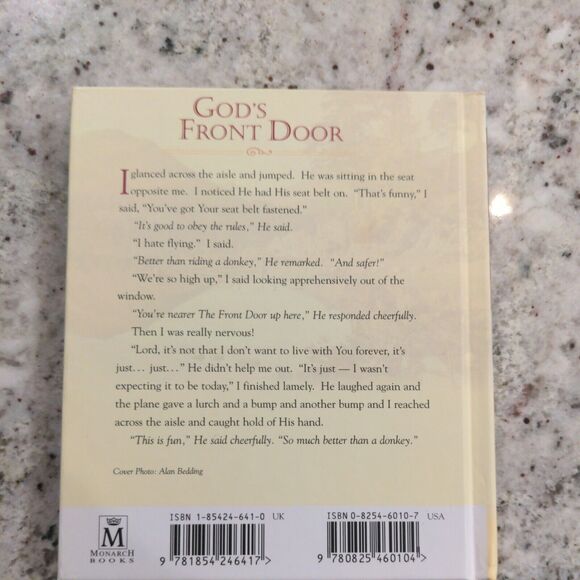 GOD'S
FRONT DOOR
I glanced across the aisle and jumped. He was sitting in the seat
opposite me. I noticed He had His seat belt on. "That's funny," I
said, "You've got Your seat belt fastened."
"It's good to obey the rules," He said.
"I hate flying." I said.
"Better than riding a donkey," He remarked. "And safer!"
"We're so high up," I said looking apprehensively out of the
window.
"You're nearer The Front Door up here," He responded cheerfully.
Then I was really nervous!
"Lord, it's not that I don't want to live with You forever, it's
just... just..." He didn't help me out. "It's just — I wasn't
expecting it to be today," I finished lamely. He laughed again and
the plane gave a lurch and a bump and another bump and I reached
across the aisle and caught hold of His hand.
"This is fun," He said cheerfully. "So much better than a donkey."
Cover Photo: Alan Bedding
M
MONARCH
BOOKS
ISBN 1-85424-641-0 UK
9 781854 246417 >
ISBN 0-8254-6010-7 USA
9 780825 460104 >